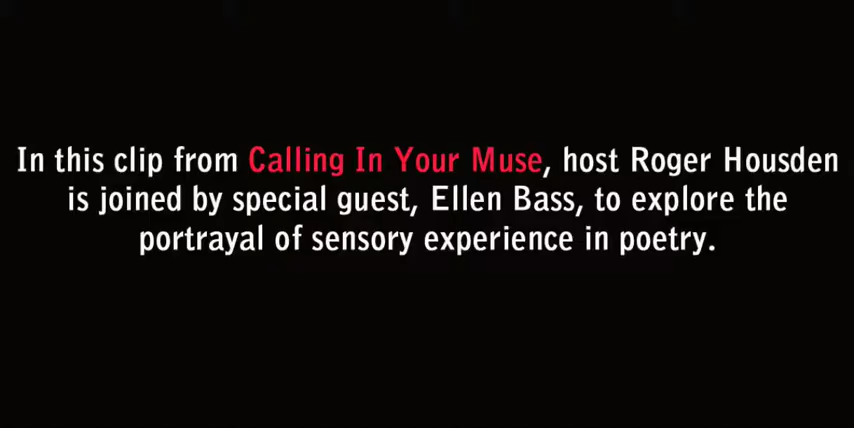 In this clip from Calling In Your Muse, host Roger Housden
is joined by special guest, Ellen Bass, to explore the
portrayal of sensory experience in poetry.